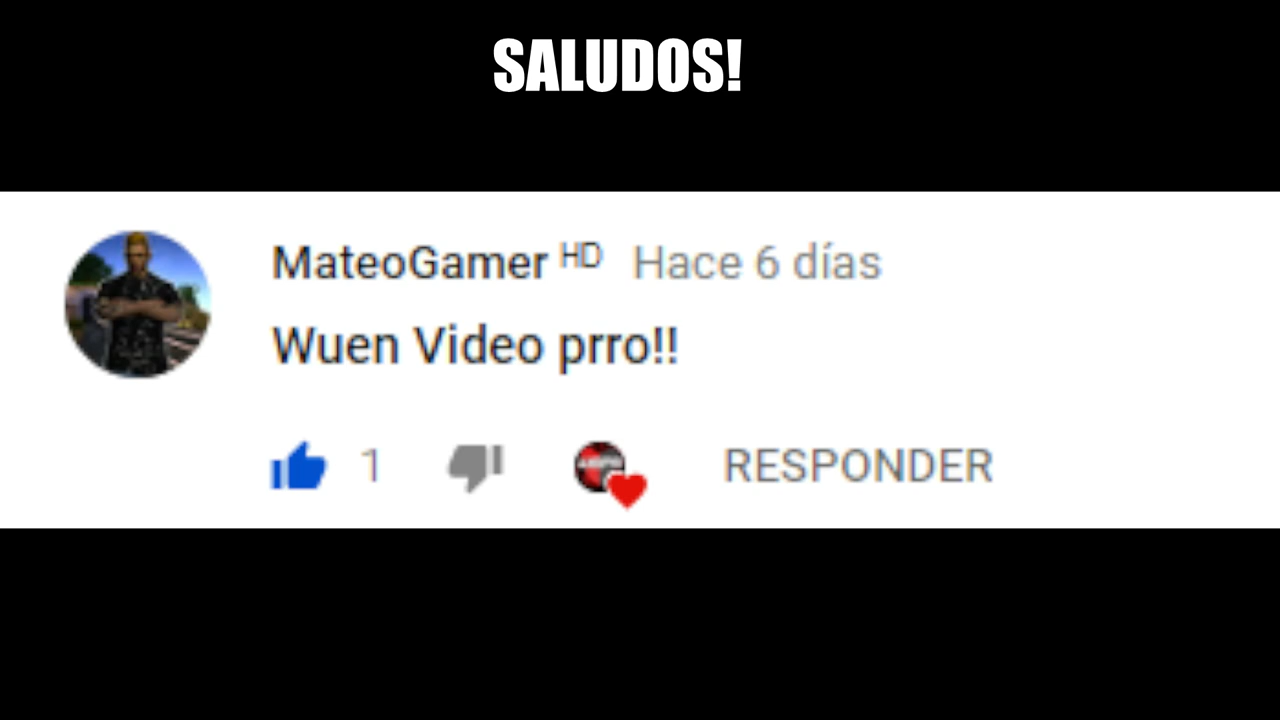 SALUDOS!
MateoGamer ᴴᴰ Hace 6 días
Wuen Video prro!!
1 RESPONDER